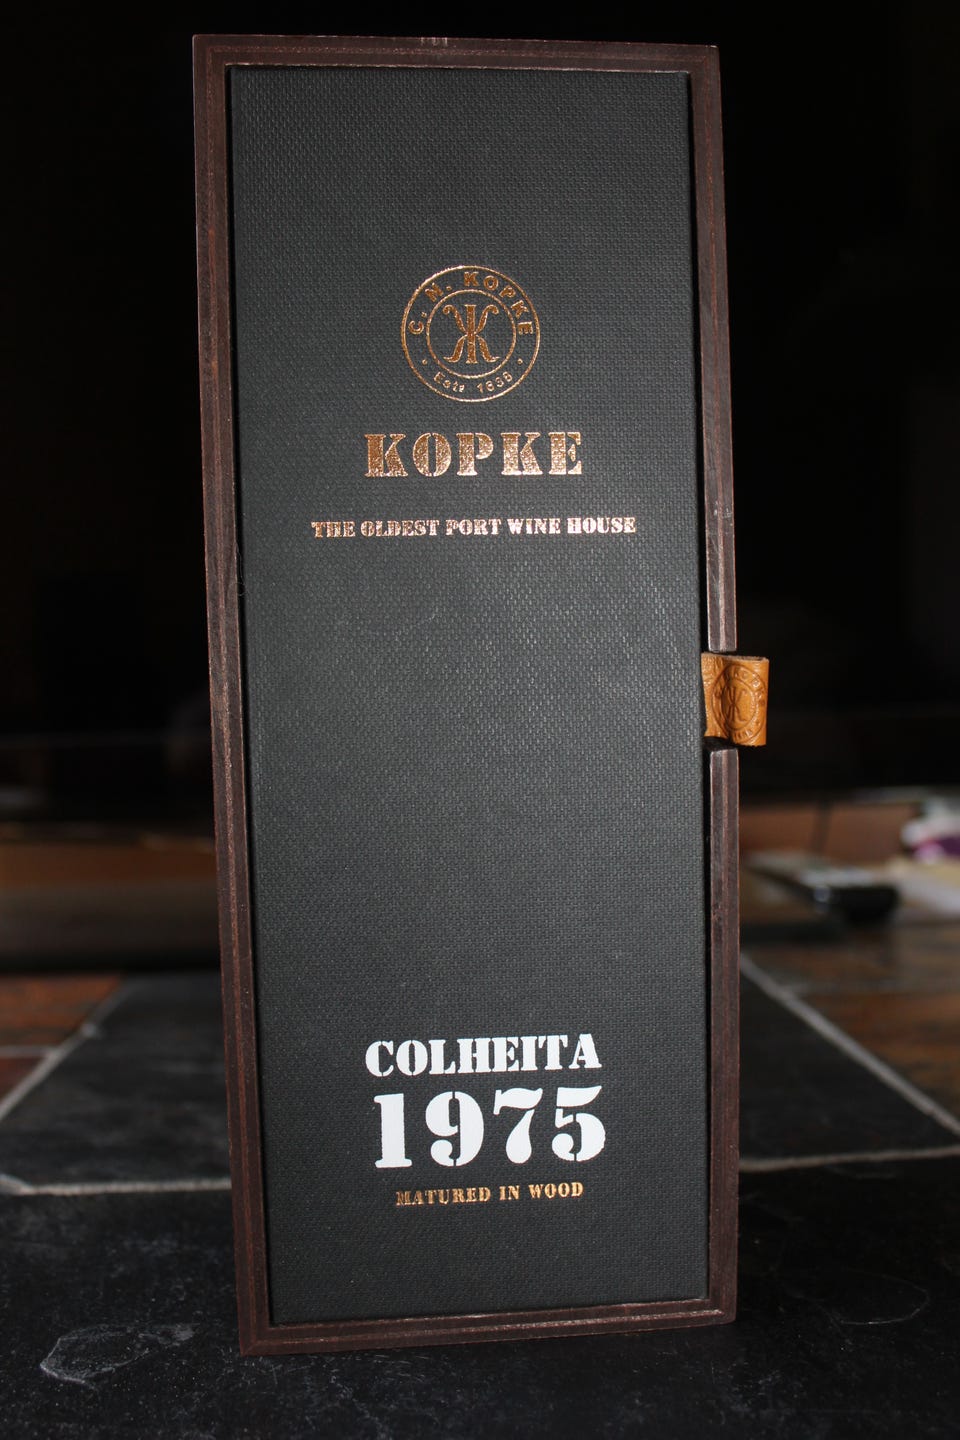 C. N. KOPKE
Estᵈ 1638
KOPKE
THE OLDEST PORT WINE HOUSE
COLHEITA
1975
MATURED IN WOOD